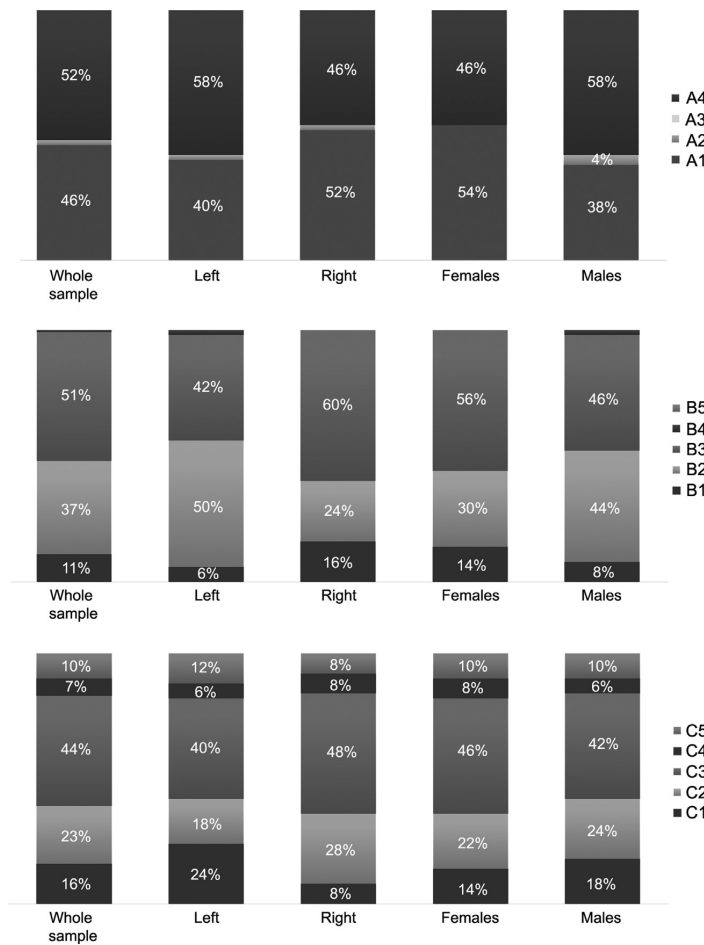 52%
58%
46%
46%
58%
4%
46%
40%
52%
54%
38%
A4
A3
A2
A1
Whole
sample
Left
Right
Females
Males
51%
42%
60%
56%
46%
37%
50%
24%
30%
44%
11%
6%
16%
14%
8%
B5
B4
B3
B2
B1
Whole
sample
Left
Right
Females
Males
10%
12%
8%
10%
10%
7%
6%
8%
8%
6%
44%
40%
48%
46%
42%
23%
18%
28%
22%
24%
16%
24%
8%
14%
18%
C5
C4
C3
C2
C1
Whole
sample
Left
Right
Females
Males